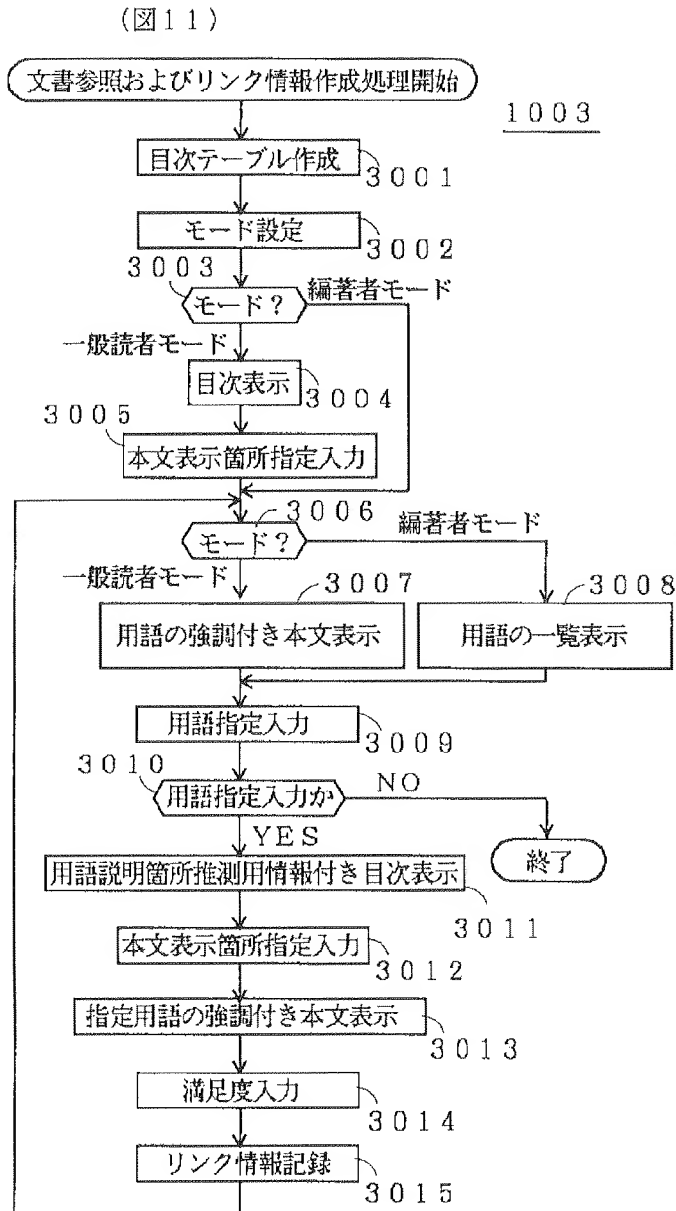 (図11)
文書参照およびリンク情報作成処理開始
1003
目次テーブル作成
3001
モード設定
3002
3003
モード?
編著者モード
一般読者モード
目次表示
3004
3005
本文表示箇所指定入力
3006
モード?
編著者モード
一般読者モード
3007
3008
用語の強調付き本文表示
用語の一覧表示
用語指定入力
3009
3010
用語指定入力か
NO
YES
終了
用語説明箇所推測用情報付き目次表示
3011
本文表示箇所指定入力
3012
指定用語の強調付き本文表示
3013
満足度入力
3014
リンク情報記録
3015